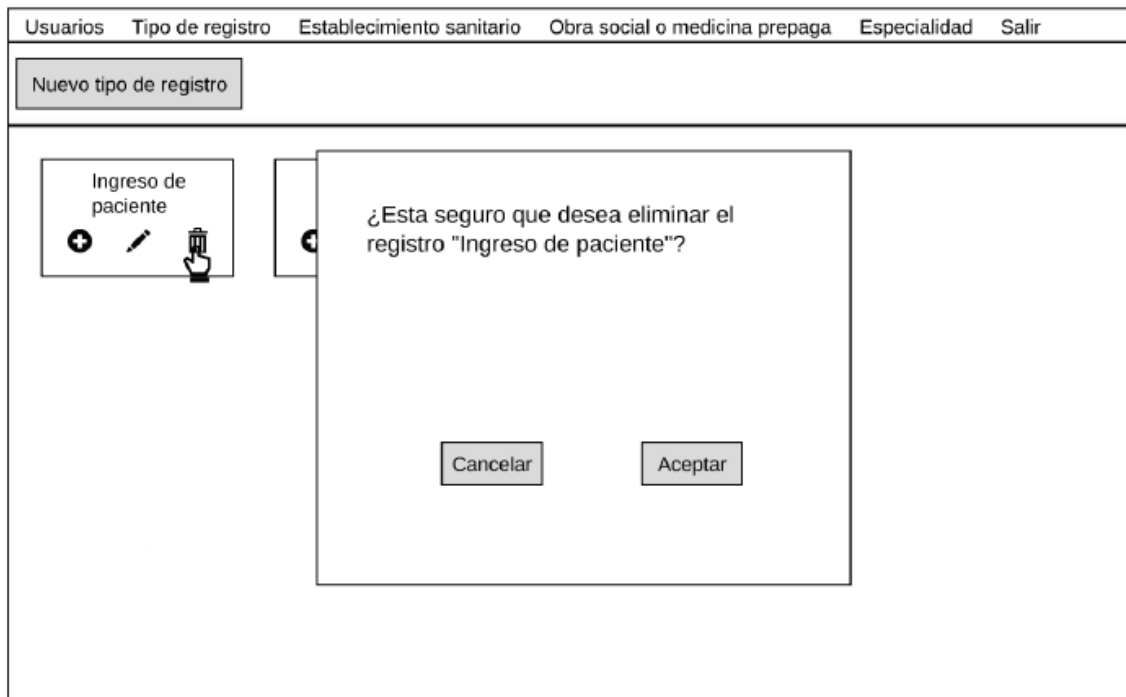 Usuarios Tipo de registro Establecimiento sanitario Obra social o medicina prepaga Especialidad Salir
Nuevo tipo de registro
Ingreso de
paciente
¿Esta seguro que desea eliminar el
registro "Ingreso de paciente"?
Cancelar Aceptar